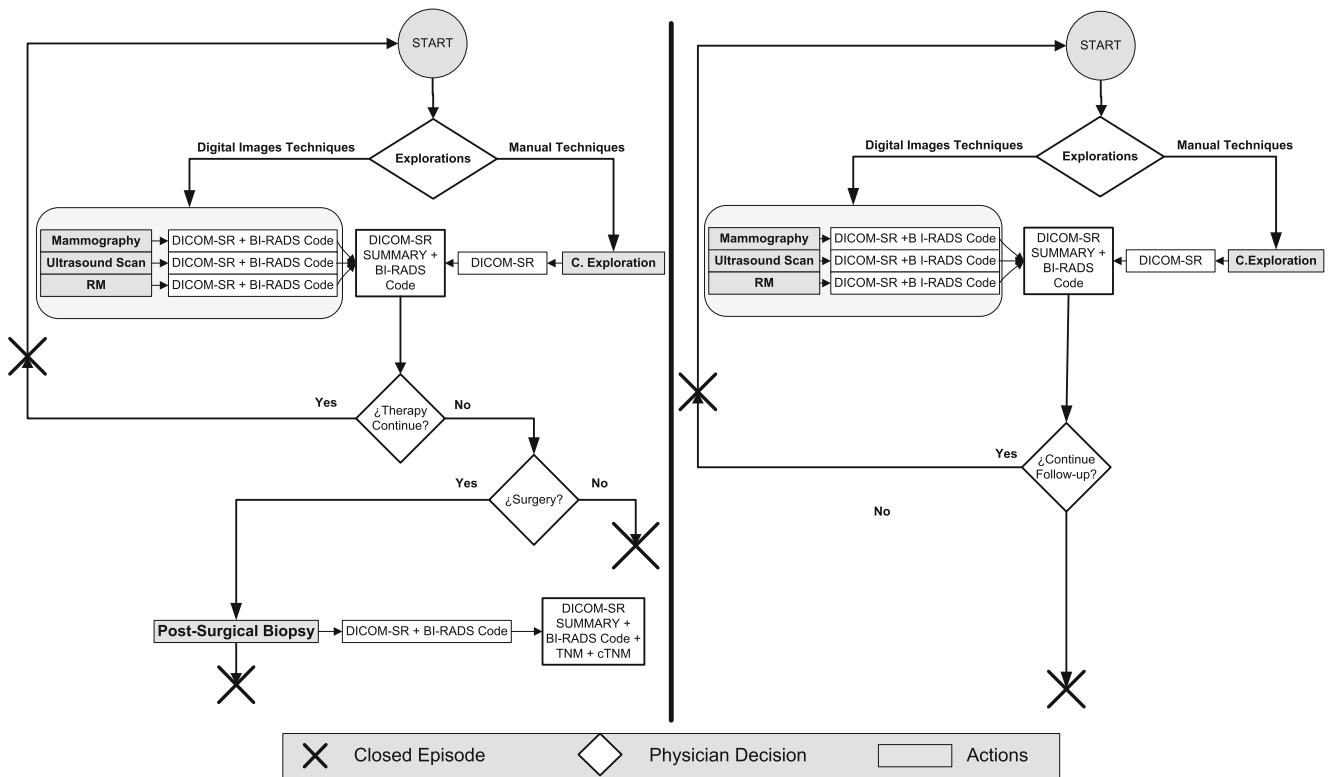 START
Explorations
Digital Images Techniques
Manual Techniques
Mammography
DICOM-SR + BI-RADS Code
Ultrasound Scan
DICOM-SR + BI-RADS Code
RM
DICOM-SR + BI-RADS Code
DICOM-SR
SUMMARY +
BI-RADS
Code
DICOM-SR
C. Exploration
¿Therapy
Continue?
Yes
No
¿Surgery?
Yes
No
Post-Surgical Biopsy
DICOM-SR + BI-RADS Code
DICOM-SR
SUMMARY +
BI-RADS Code +
TNM + cTNM
START
Explorations
Digital Images Techniques
Manual Techniques
Mammography
DICOM-SR +B I-RADS Code
Ultrasound Scan
DICOM-SR +B I-RADS Code
RM
DICOM-SR +B I-RADS Code
DICOM-SR
SUMMARY +
BI-RADS
Code
DICOM-SR
C.Exploration
¿Continue
Follow-up?
Yes
No
Closed Episode
Physician Decision
Actions